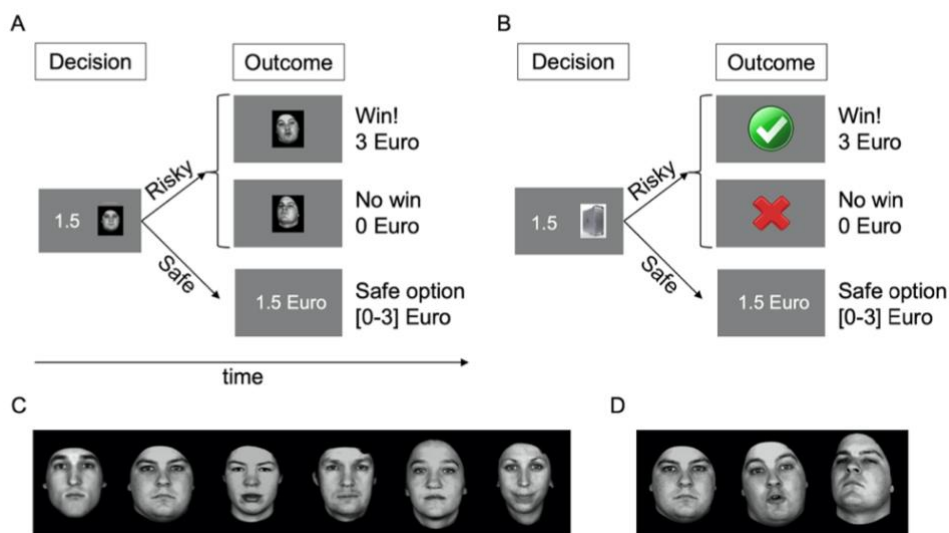 A
Decision
Outcome
1.5
Risky
Safe
Win!
3 Euro
No win
0 Euro
1.5 Euro
Safe option
[0-3] Euro
time
B
Decision
Outcome
1.5
Risky
Safe
Win!
3 Euro
No win
0 Euro
1.5 Euro
Safe option
[0-3] Euro
C
D